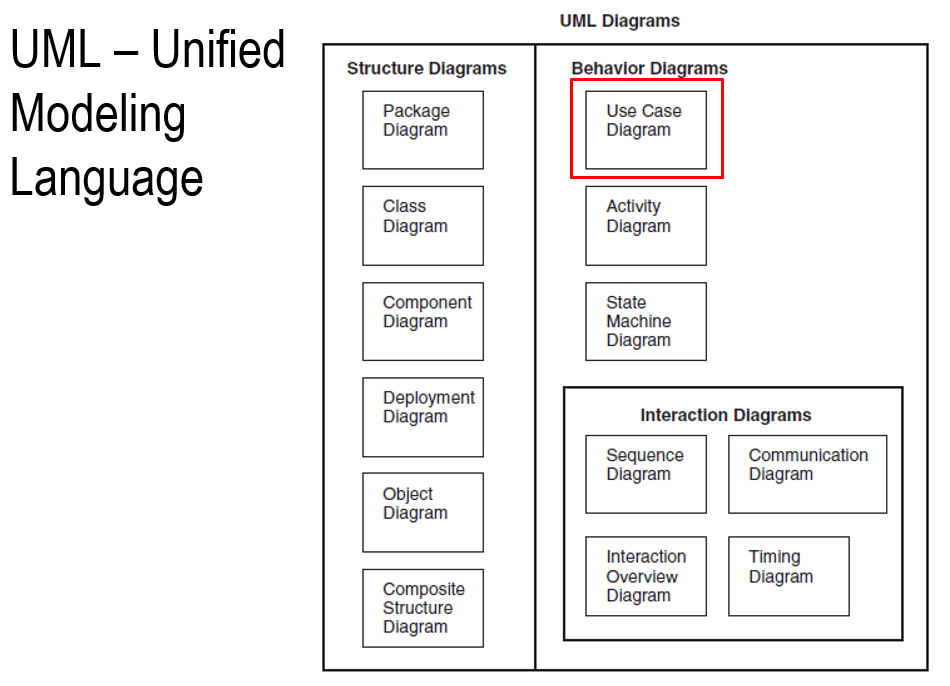 UML – Unified
Modeling
Language
UML Diagrams
Structure Diagrams
Package
Diagram
Class
Diagram
Component
Diagram
Deployment
Diagram
Object
Diagram
Composite
Structure
Diagram
Behavior Diagrams
Use Case
Diagram
Activity
Diagram
State
Machine
Diagram
Interaction Diagrams
Sequence
Diagram
Communication
Diagram
Interaction
Overview
Diagram
Timing
Diagram